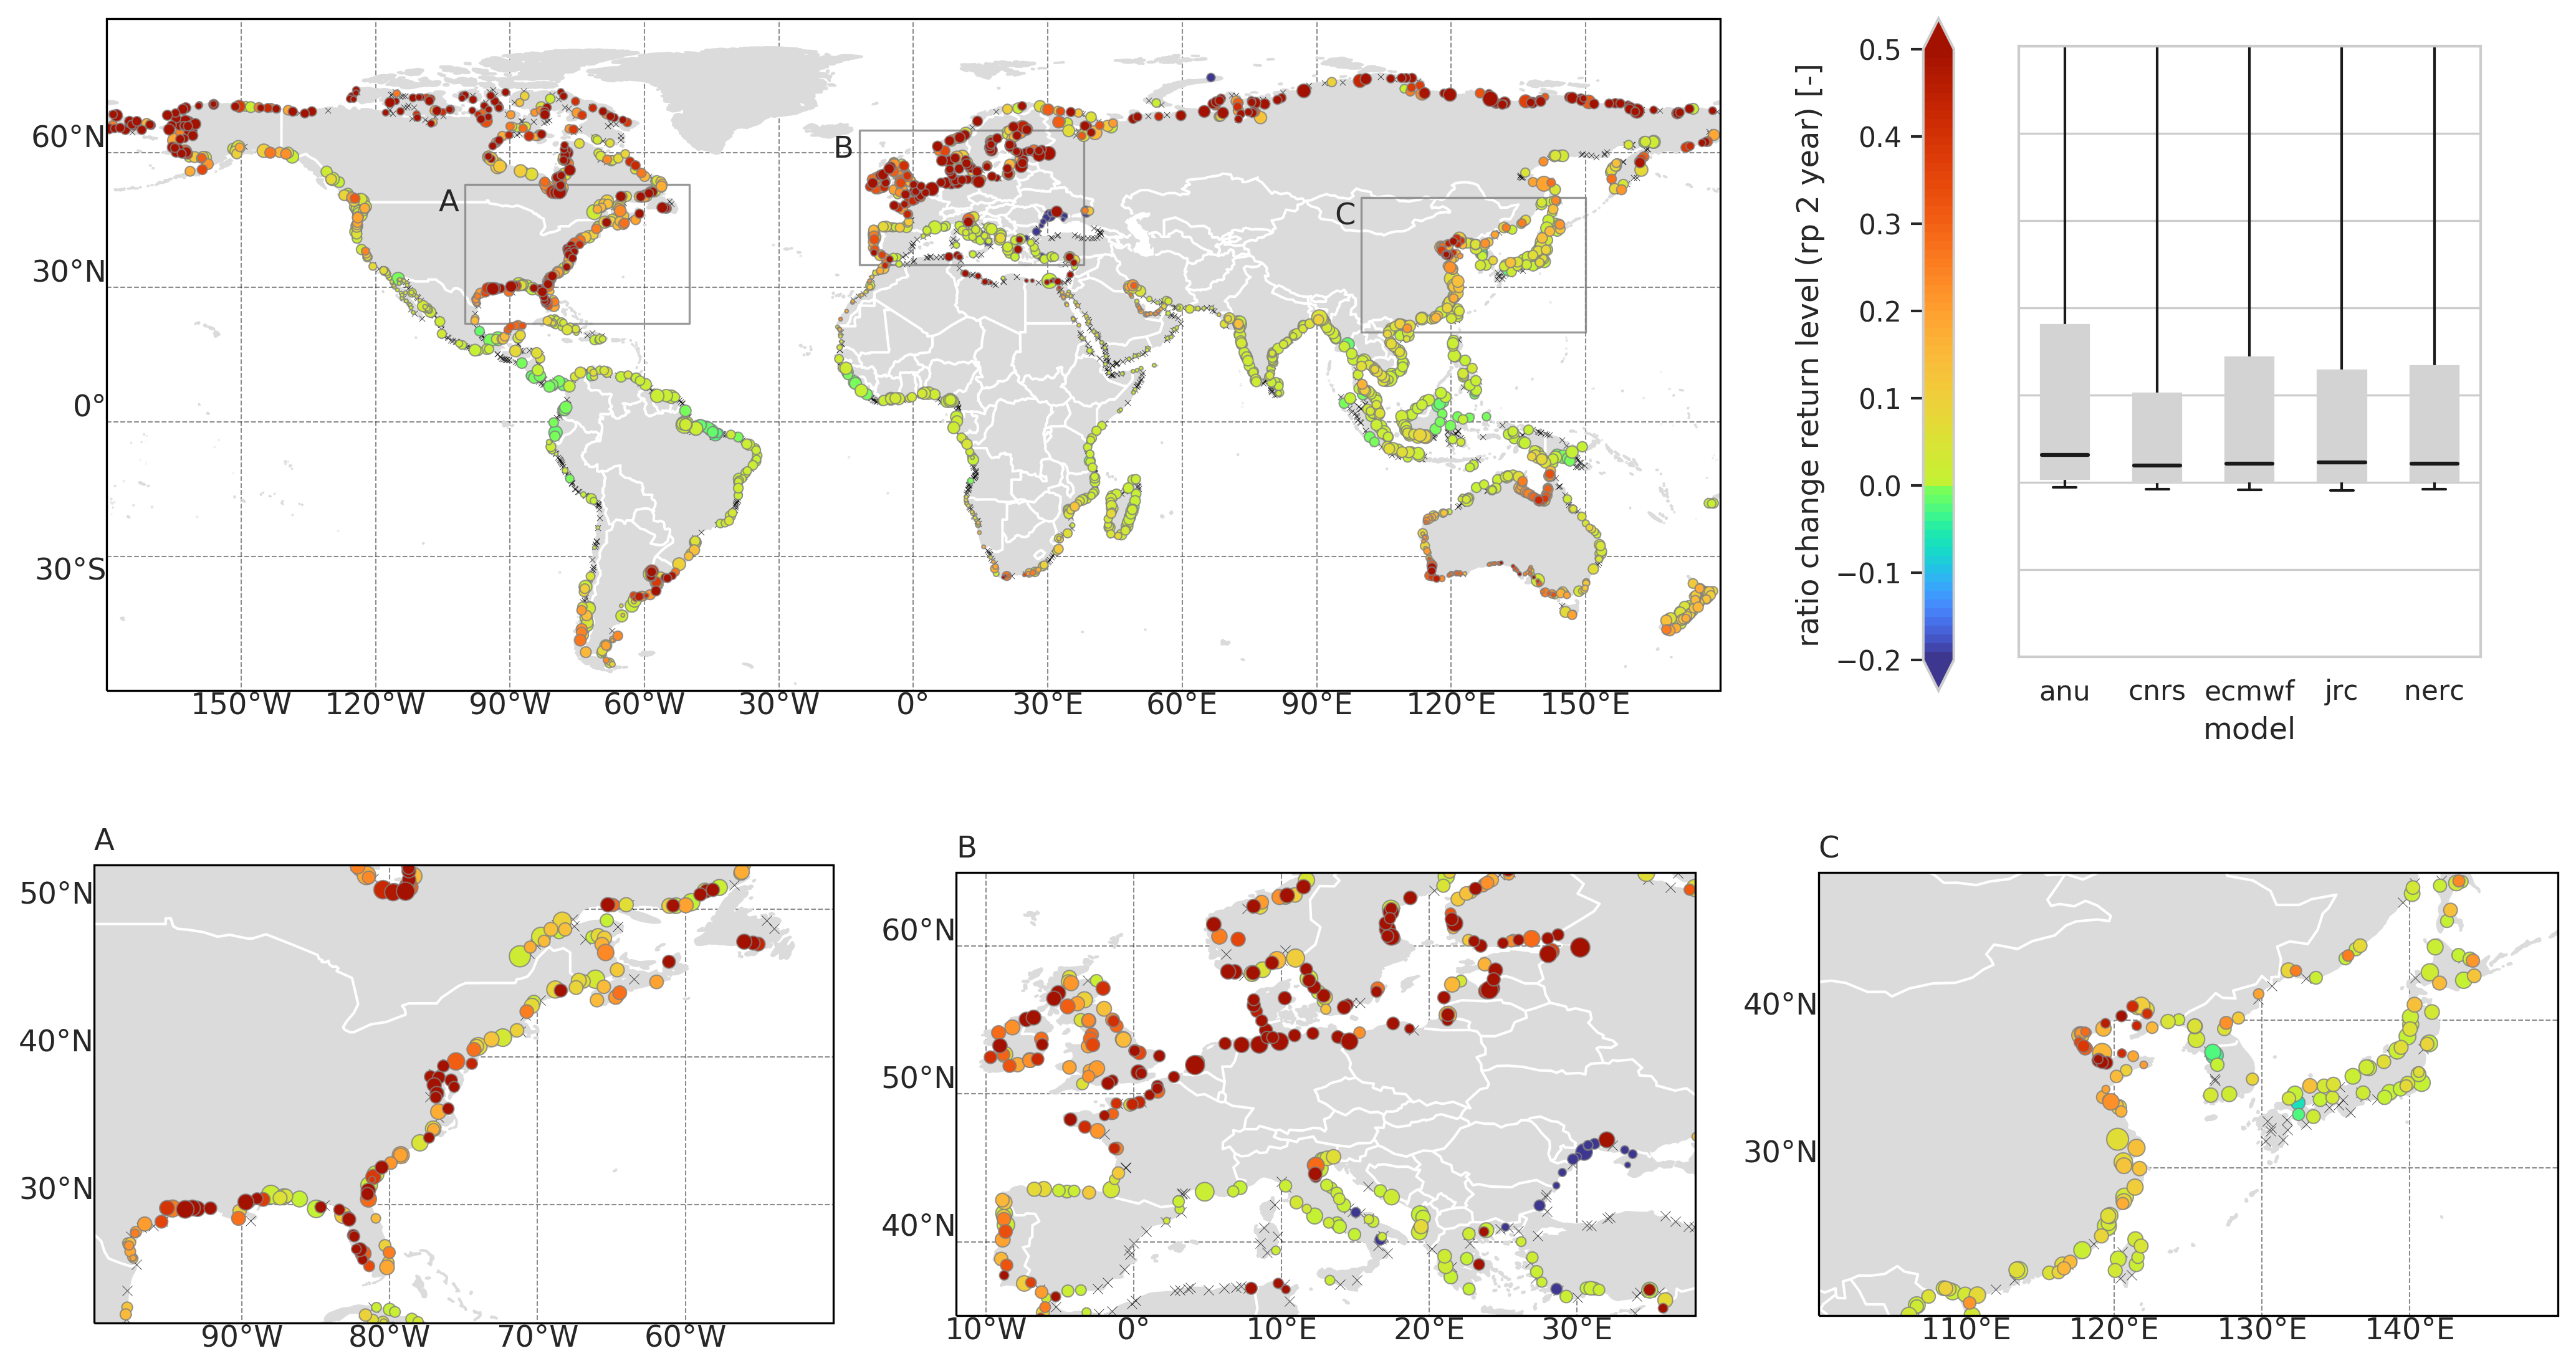 60°N
30°N
0°
30°S
150°W 120°W 90°W 60°W 30°W 0° 30°E 60°E 90°E 120°E 150°E
A
B
C
ratio change return level (rp 2 year) [-]
0.5
0.4
0.3
0.2
0.1
0.0
−0.1
−0.2
anu cnrs ecmwf jrc nerc
model
A
50°N
40°N
30°N
90°W 80°W 70°W 60°W
B
60°N
50°N
40°N
10°W 0° 10°E 20°E 30°E
C
40°N
30°N
110°E 120°E 130°E 140°E